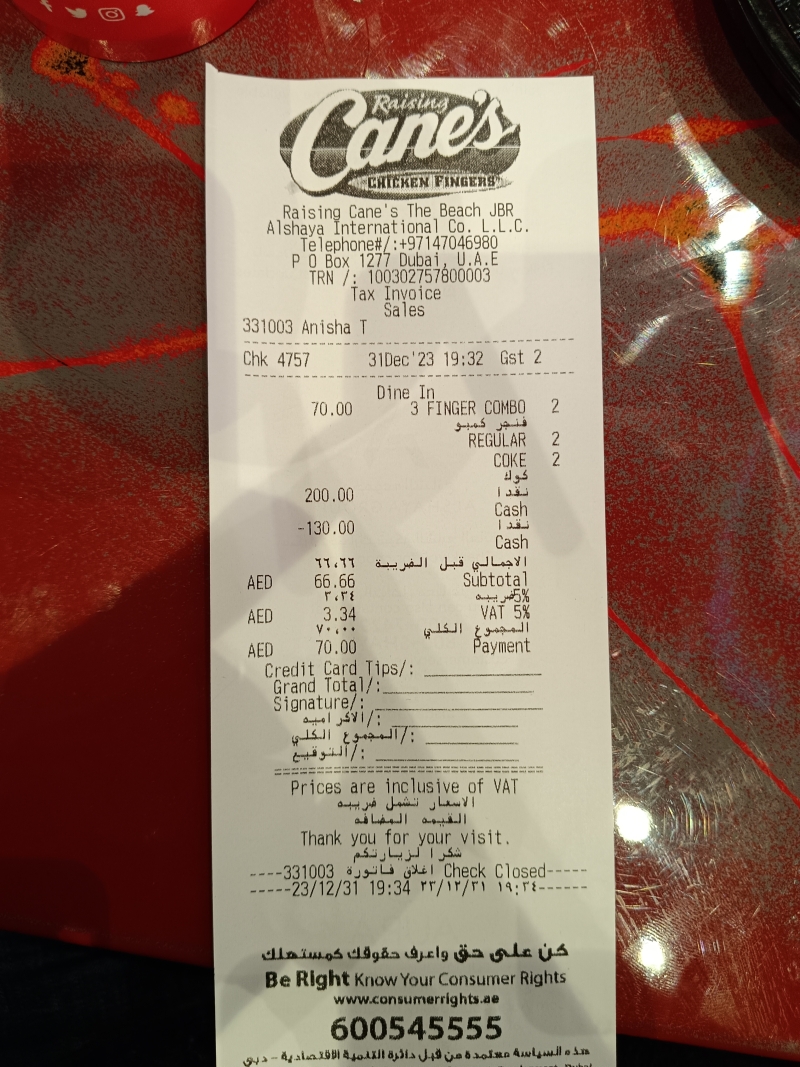 Raising
Cane's
CHICKEN FINGERS
Raising Cane's The Beach JBR
Alshaya International Co. L.L.C.
Telephone#/:+97147046980
P O Box 1277 Dubai, U.A.E
TRN /: 100302757800003
Tax Invoice
Sales
331003 Anisha T
Chk 4757 31Dec'23 19:32 Gst 2
Dine In
70.00 3 FINGER COMBO 2
فنجر كمبو
REGULAR 2
COKE 2
كوك
200.00 نقدا
Cash
-130.00 نقدا
Cash
الاجمالي قبل الضريبة ٦٦،٦٦
AED 66.66 Subtotal
ضريبه 5% ٣،٣٤
AED 3.34 VAT 5%
المجموع الكلي ٧٠،٠٠
AED 70.00 Payment
Credit Card Tips/:
Grand Total/:
Signature/:
الاكراميه/:
المجموع الكلي/:
التوقيع/:
Prices are inclusive of VAT
الاسعار تشمل ضريبه
القيمه المضافه
Thank you for your visit.
شكرا لزيارتكم
----331003 اغلاق فاتورة Check Closed-----
-----23/12/31 19:34 ٢٣/١٢/٣١ ١٩:٣٤------
كن على حق واعرف حقوقك كمستهلك
Be Right Know Your Consumer Rights
www.consumerrights.ae
600545555
هذه السياسة معتمدة من قبل دائرة التنمية الاقتصادية - دبي